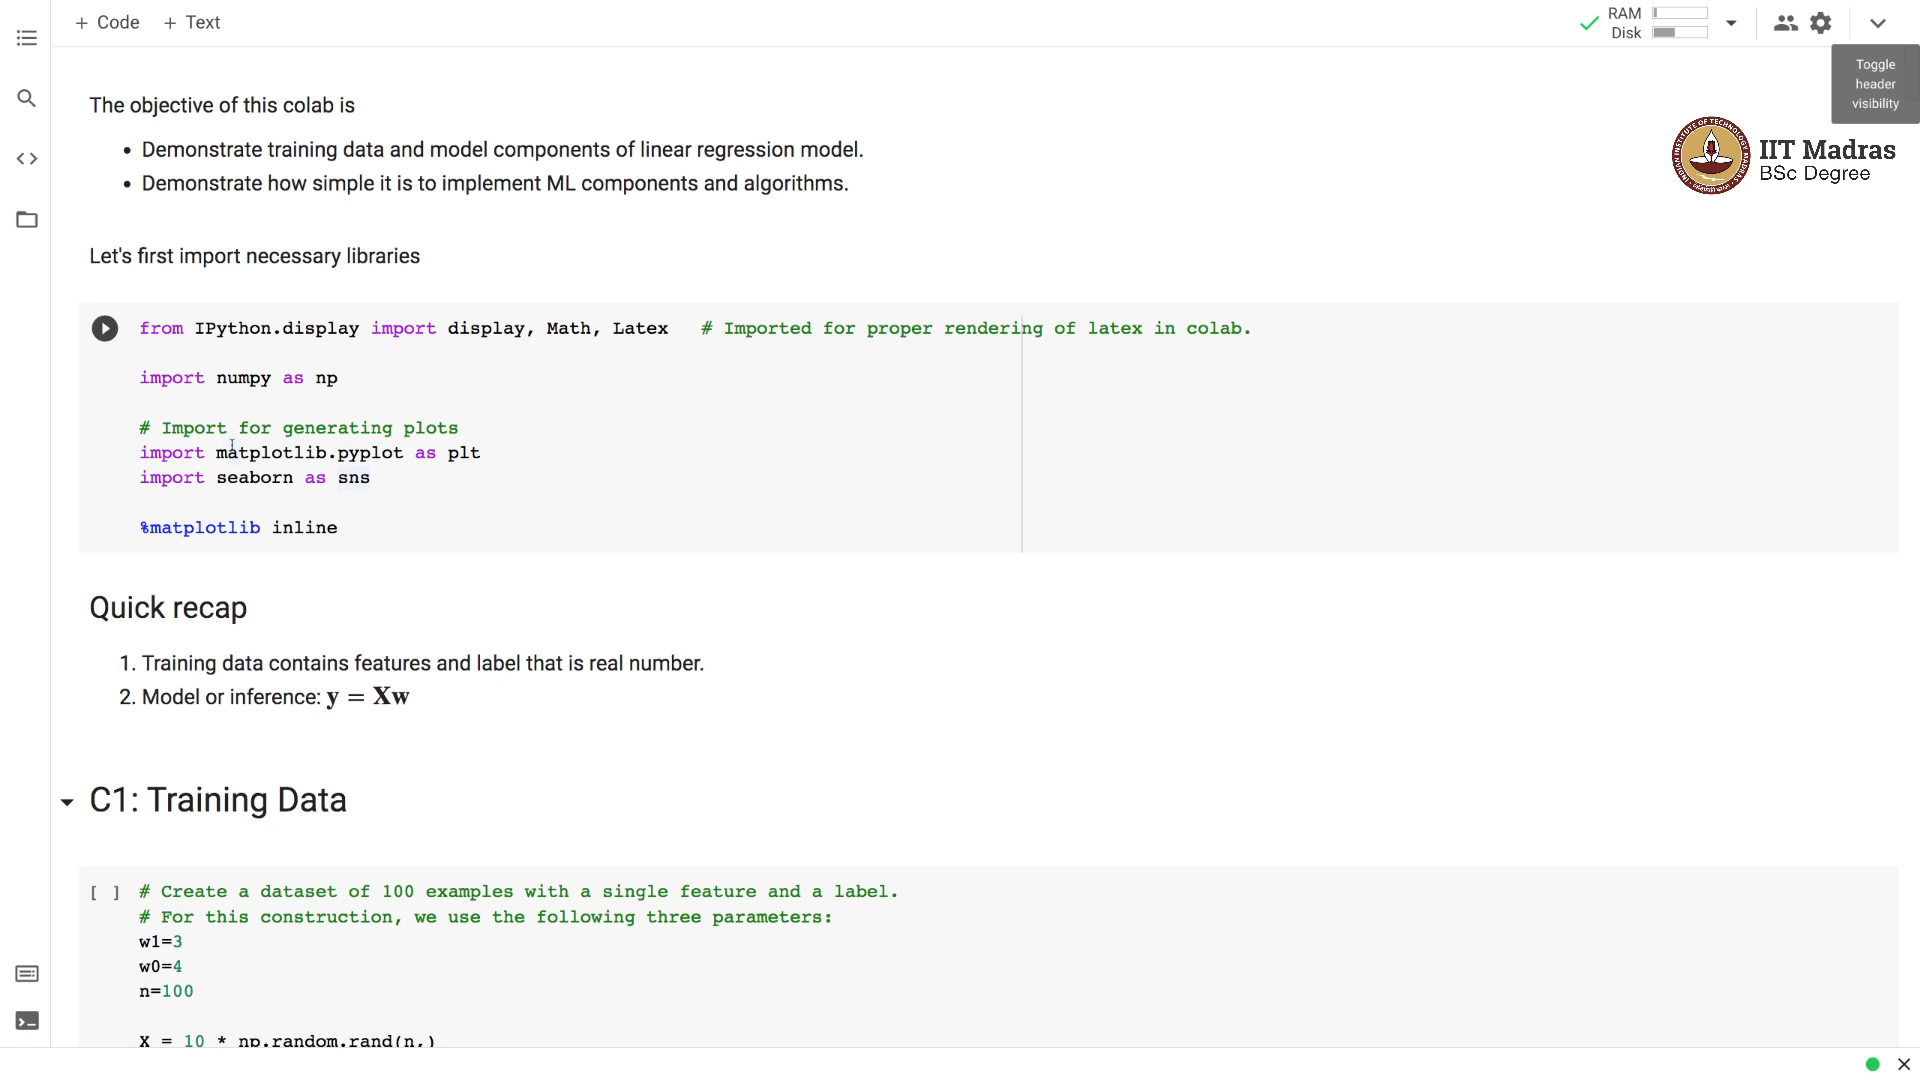 + Code + Text
RAM
Disk
Toggle
header
visibility
The objective of this colab is
• Demonstrate training data and model components of linear regression model.
• Demonstrate how simple it is to implement ML components and algorithms.
IIT Madras
BSc Degree
Let's first import necessary libraries
from IPython.display import display, Math, Latex   # Imported for proper rendering of latex in colab.
import numpy as np
# Import for generating plots
import matplotlib.pyplot as plt
import seaborn as sns
%matplotlib inline
Quick recap
1. Training data contains features and label that is real number.
2. Model or inference: y = Xw
C1: Training Data
[ ] # Create a dataset of 100 examples with a single feature and a label.
# For this construction, we use the following three parameters:
w1=3
w0=4
n=100
X = 10 * np.random.rand(n,)